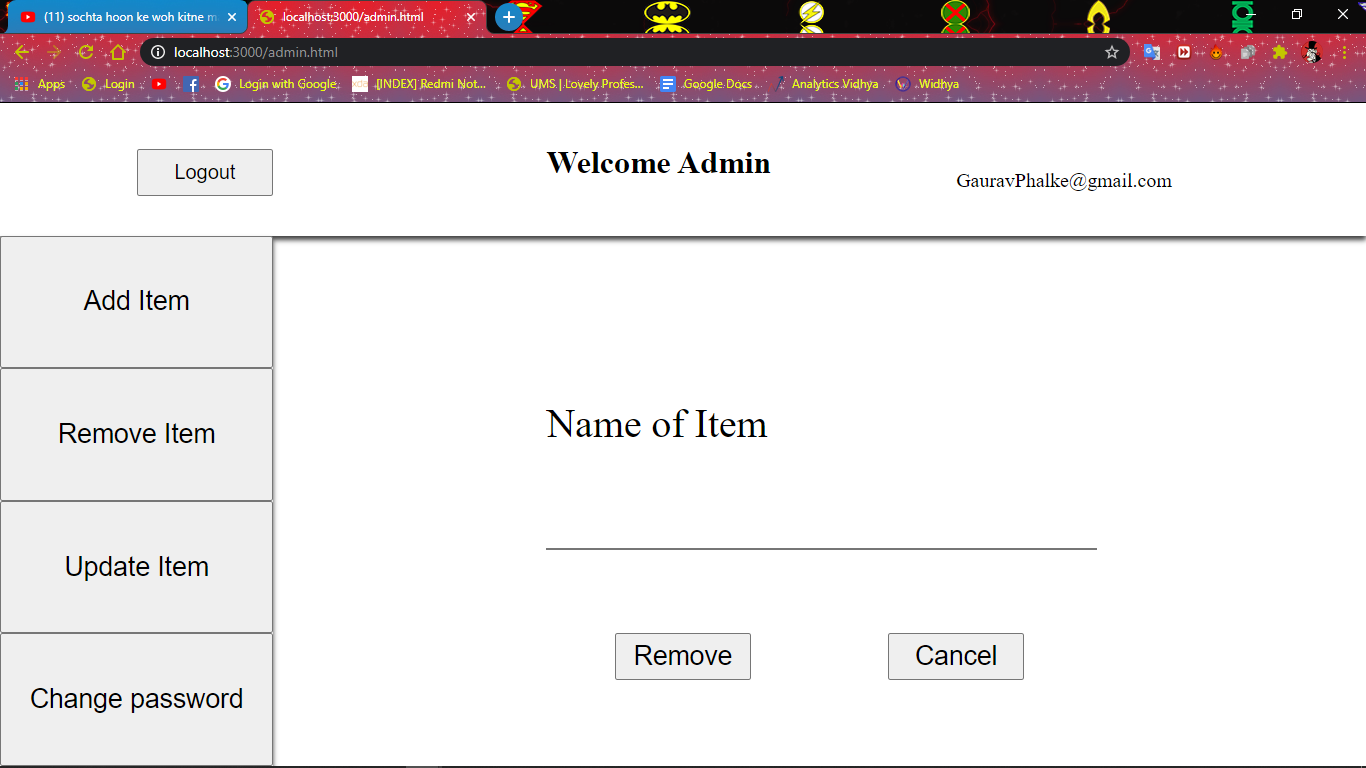 (11) sochta hoon ke woh kitne m
localhost:3000/admin.html
localhost:3000/admin.html
Apps Login Login with Google [INDEX] Redmi Not... UMS | Lovely Profes... Google Docs Analytics Vidhya Widhya
Logout
Welcome Admin
GauravPhalke@gmail.com
Add Item
Remove Item
Update Item
Change password
Name of Item
Remove Cancel